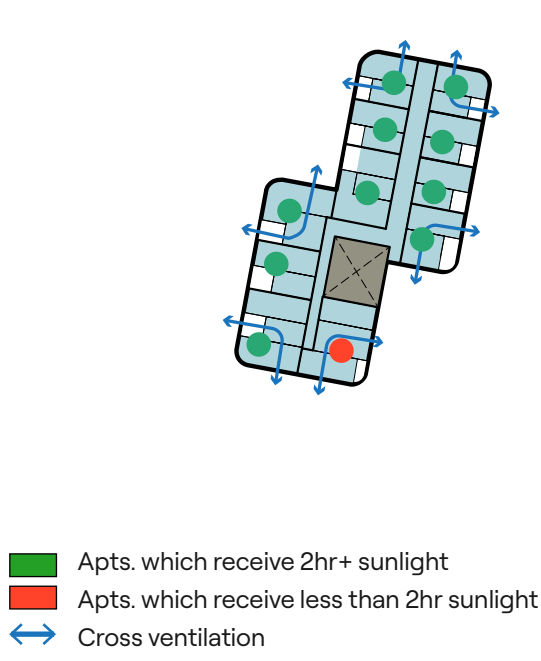 Apts. which receive 2hr+ sunlight
Apts. which receive less than 2hr sunlight
Cross ventilation